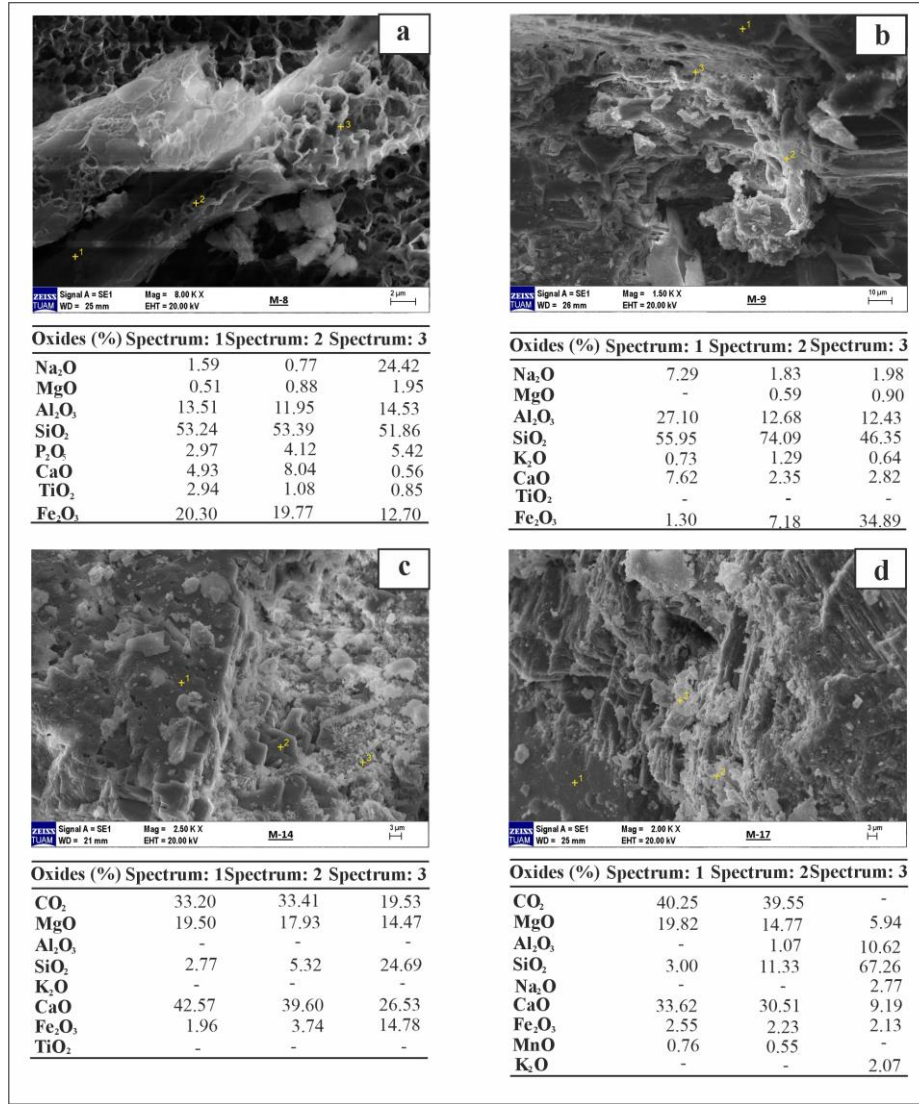 a
+1
+2
+3
ZEISS
TUAM
Signal A = SE1
WD = 25 mm
Mag = 8.00 K X
EHT = 20.00 kV
M-8
2 µm
Oxides (%) Spectrum: 1 Spectrum: 2 Spectrum: 3
Na₂O 1.59 0.77 24.42
MgO 0.51 0.88 1.95
Al₂O₃ 13.51 11.95 14.53
SiO₂ 53.24 53.39 51.86
P₂O₅ 2.97 4.12 5.42
CaO 4.93 8.04 0.56
TiO₂ 2.94 1.08 0.85
Fe₂O₃ 20.30 19.77 12.70
b
+1
+3
+2
ZEISS
TUAM
Signal A = SE1
WD = 26 mm
Mag = 1.50 K X
EHT = 20.00 kV
M-9
10 µm
Oxides (%) Spectrum: 1 Spectrum: 2 Spectrum: 3
Na₂O 7.29 1.83 1.98
MgO - 0.59 0.90
Al₂O₃ 27.10 12.68 12.43
SiO₂ 55.95 74.09 46.35
K₂O 0.73 1.29 0.64
CaO 7.62 2.35 2.82
TiO₂ - - -
Fe₂O₃ 1.30 7.18 34.89
c
+1
+2
+3
ZEISS
TUAM
Signal A = SE1
WD = 21 mm
Mag = 2.50 K X
EHT = 20.00 kV
M-14
3 µm
Oxides (%) Spectrum: 1 Spectrum: 2 Spectrum: 3
CO₂ 33.20 33.41 19.53
MgO 19.50 17.93 14.47
Al₂O₃ - - -
SiO₂ 2.77 5.32 24.69
K₂O - - -
CaO 42.57 39.60 26.53
Fe₂O₃ 1.96 3.74 14.78
TiO₂ - - -
d
+1
ZEISS
TUAM
Signal A = SE1
WD = 25 mm
Mag = 2.00 K X
EHT = 20.00 kV
M-17
3 µm
Oxides (%) Spectrum: 1 Spectrum: 2 Spectrum: 3
CO₂ 40.25 39.55 -
MgO 19.82 14.77 5.94
Al₂O₃ - 1.07 10.62
SiO₂ 3.00 11.33 67.26
Na₂O - - 2.77
CaO 33.62 30.51 9.19
Fe₂O₃ 2.55 2.23 2.13
MnO 0.76 0.55 -
K₂O - - 2.07